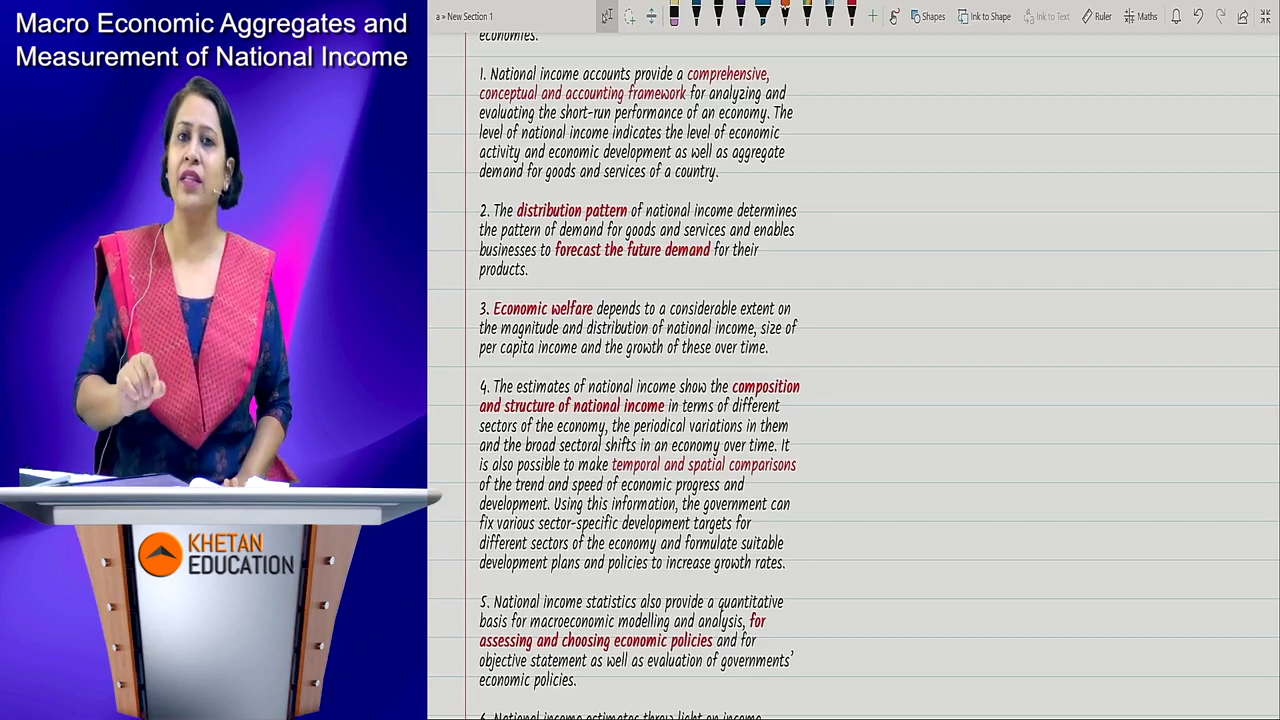 Macro Economic Aggregates and
Measurement of National Income
a » New Section 1
Shapes
Ink to Shape
Ink to Text
Maths
economies.
1. National income accounts provide a comprehensive,
conceptual and accounting framework for analyzing and
evaluating the short-run performance of an economy. The
level of national income indicates the level of economic
activity and economic development as well as aggregate
demand for goods and services of a country.
2. The distribution pattern of national income determines
the pattern of demand for goods and services and enables
businesses to forecast the future demand for their
products.
3. Economic welfare depends to a considerable extent on
the magnitude and distribution of national income, size of
per capita income and the growth of these over time.
4. The estimates of national income show the composition
and structure of national income in terms of different
sectors of the economy, the periodical variations in them
and the broad sectoral shifts in an economy over time. It
is also possible to make temporal and spatial comparisons
of the trend and speed of economic progress and
development. Using this information, the government can
fix various sector-specific development targets for
different sectors of the economy and formulate suitable
development plans and policies to increase growth rates.
5. National income statistics also provide a quantitative
basis for macroeconomic modelling and analysis, for
assessing and choosing economic policies and for
objective statement as well as evaluation of governments'
economic policies.
6. National income estimates throw light on income
KHETAN
EDUCATION